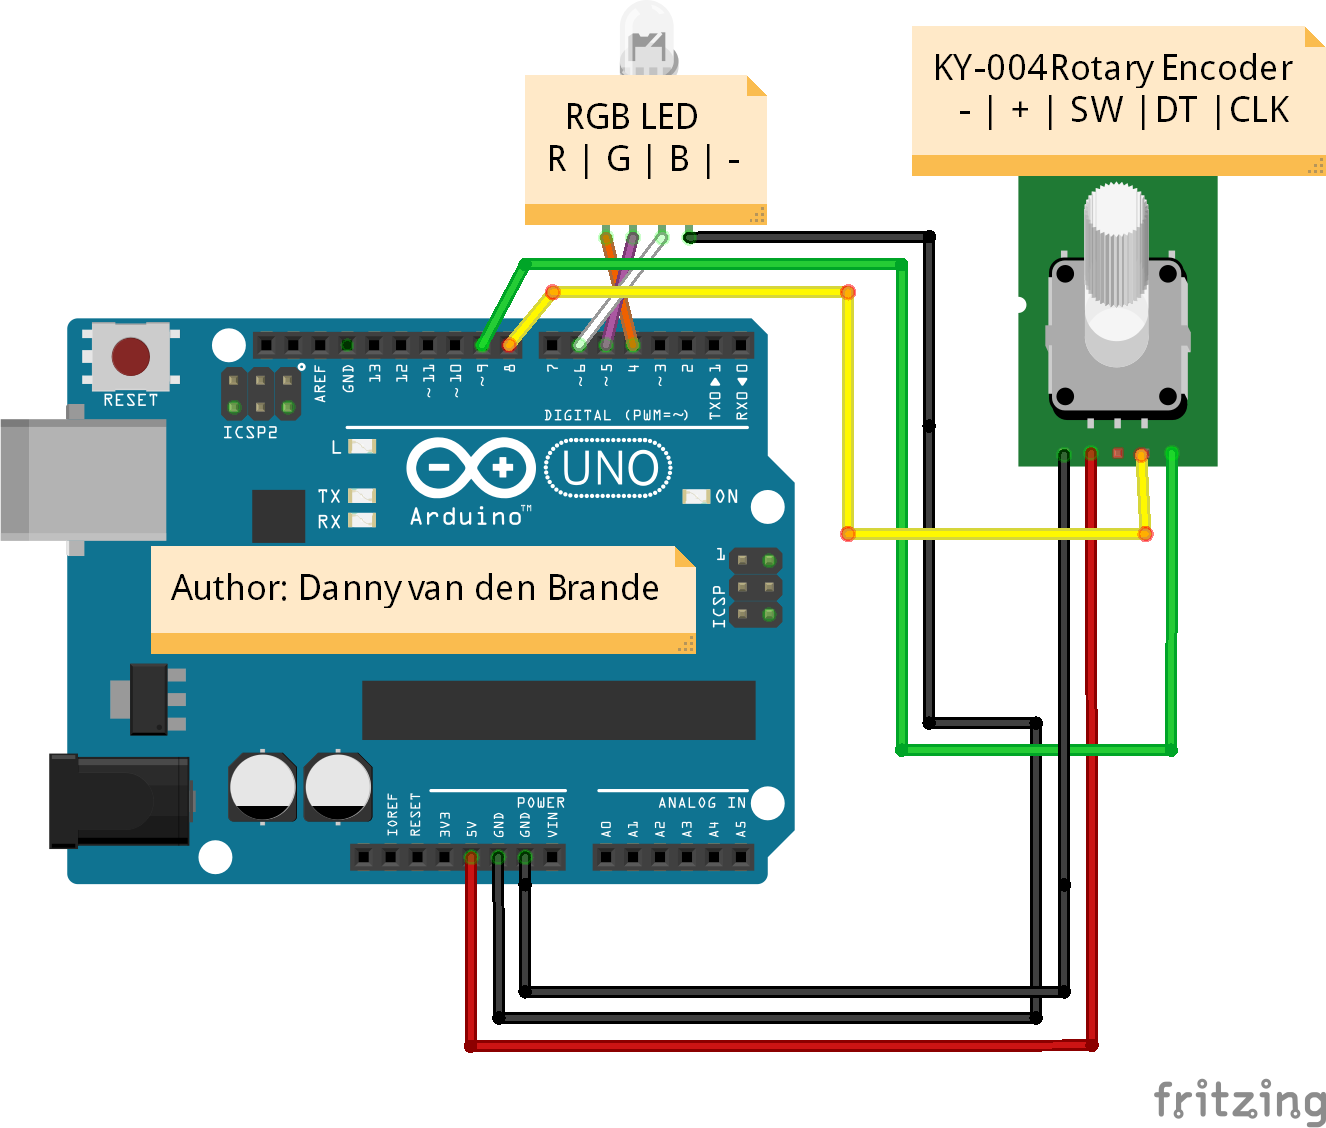 RGB LED
R | G | B | -
KY-004Rotary Encoder
- | + | SW |DT |CLK
RESET
ICSP2
AREF
GND
13
12
~11
~10
~9
8
7
~6
~5
4
~3
2
TX0▶1
RX0◀0
DIGITAL (PWM=~)
L
TX
RX
UNO
Arduino™
ON
1
ICSP
Author: Danny van den Brande
POWER
ANALOG IN
IOREF
RESET
3V3
5V
GND
GND
VIN
A0
A1
A2
A3
A4
A5
fritzing